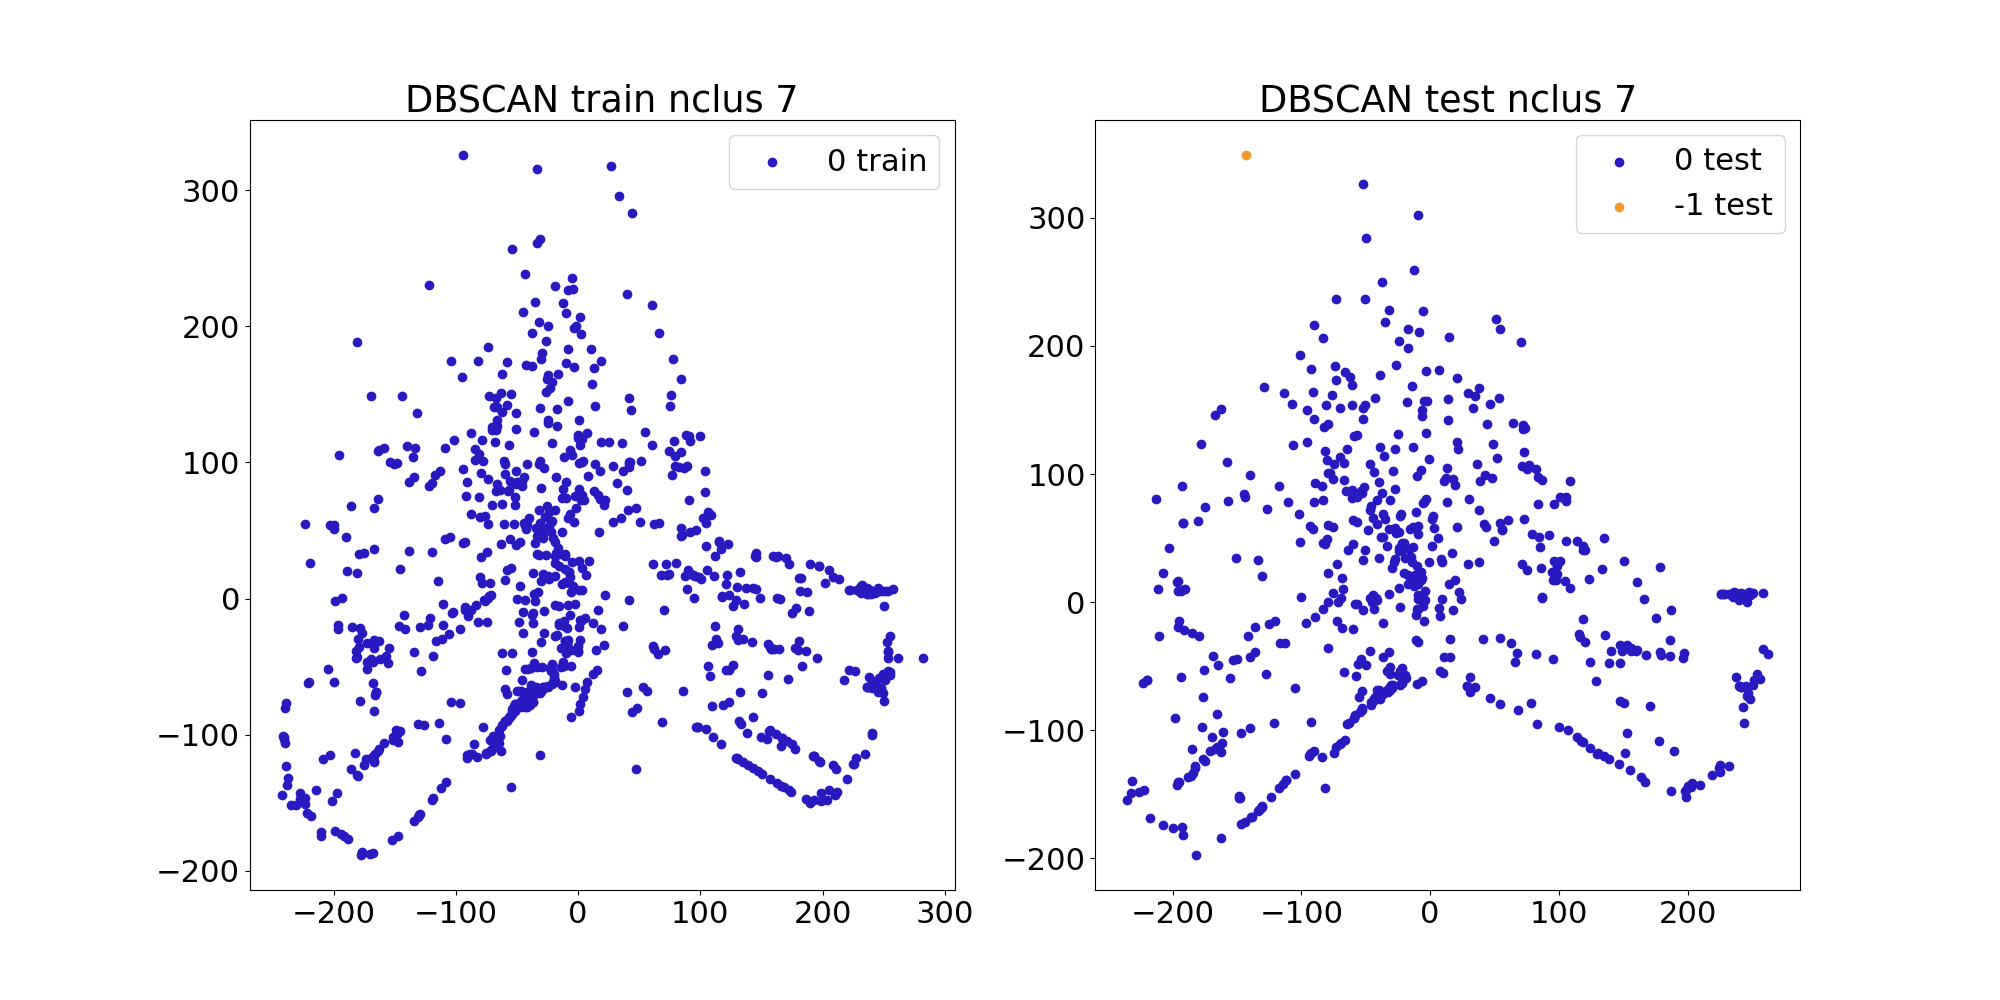 DBSCAN train nclus 7
0 train
300
200
100
0
−100
−200
−200 −100 0 100 200 300
DBSCAN test nclus 7
0 test
-1 test
300
200
100
0
−100
−200
−200 −100 0 100 200